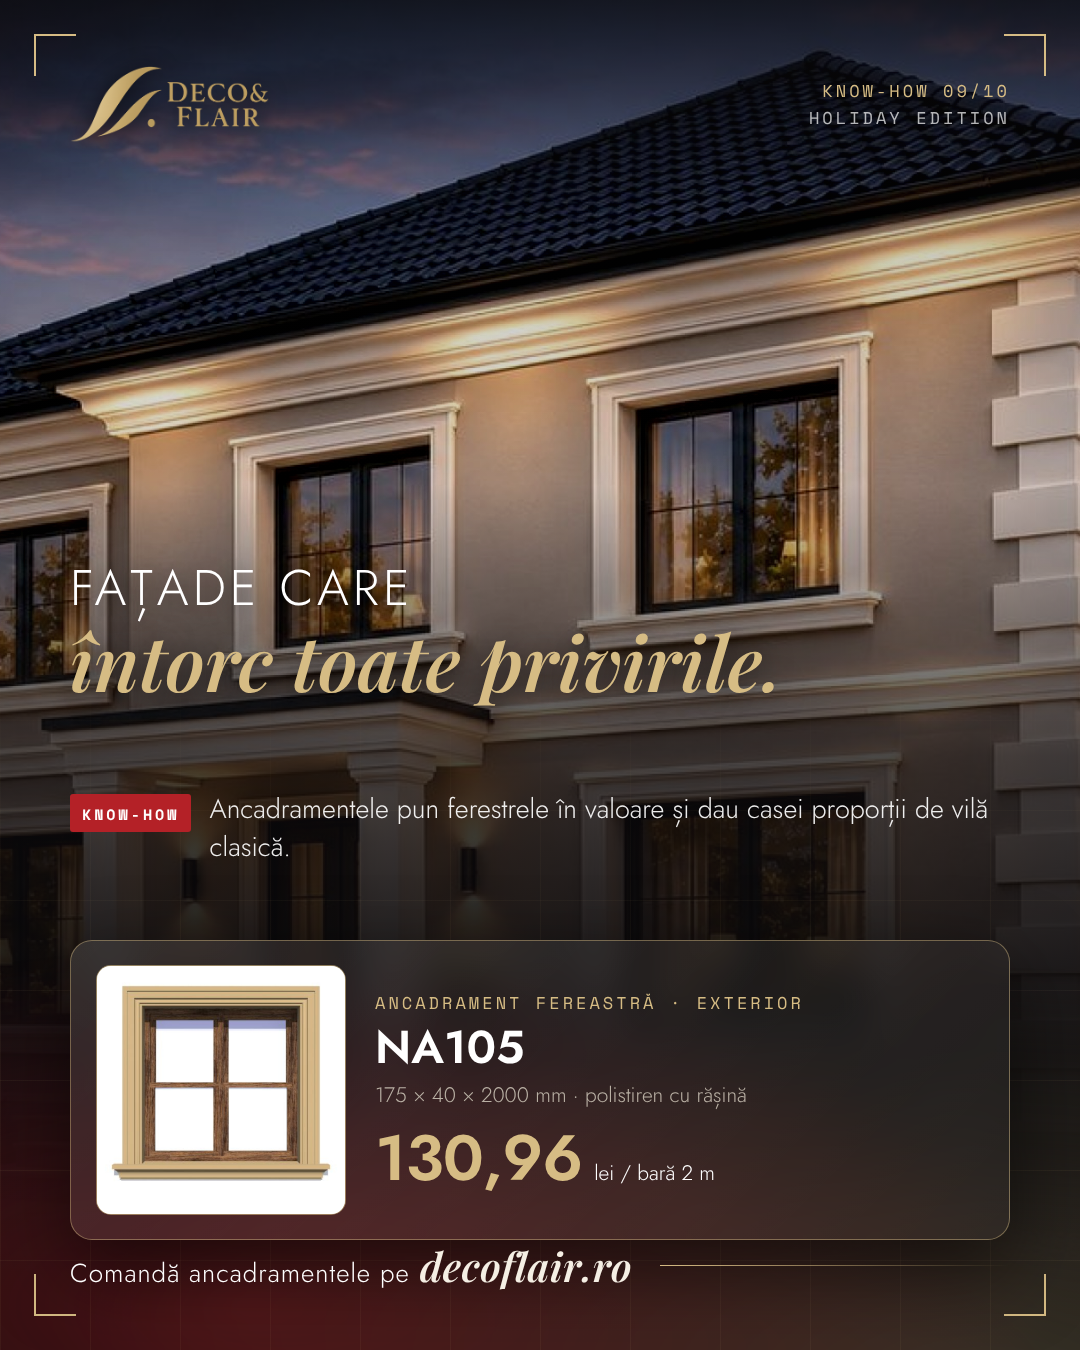 DECO&
FLAIR
KNOW-HOW 09/10
HOLIDAY EDITION
FAȚADE CARE
întorc toate privirile.
KNOW-HOW
Ancadramentele pun ferestrele în valoare și dau casei proporții de vilă
clasică.
ANCADRAMENT FEREASTRĂ · EXTERIOR
NA105
175 × 40 × 2000 mm · polistiren cu rășină
130,96 lei / bară 2 m
Comandă ancadramentele pe decoflair.ro